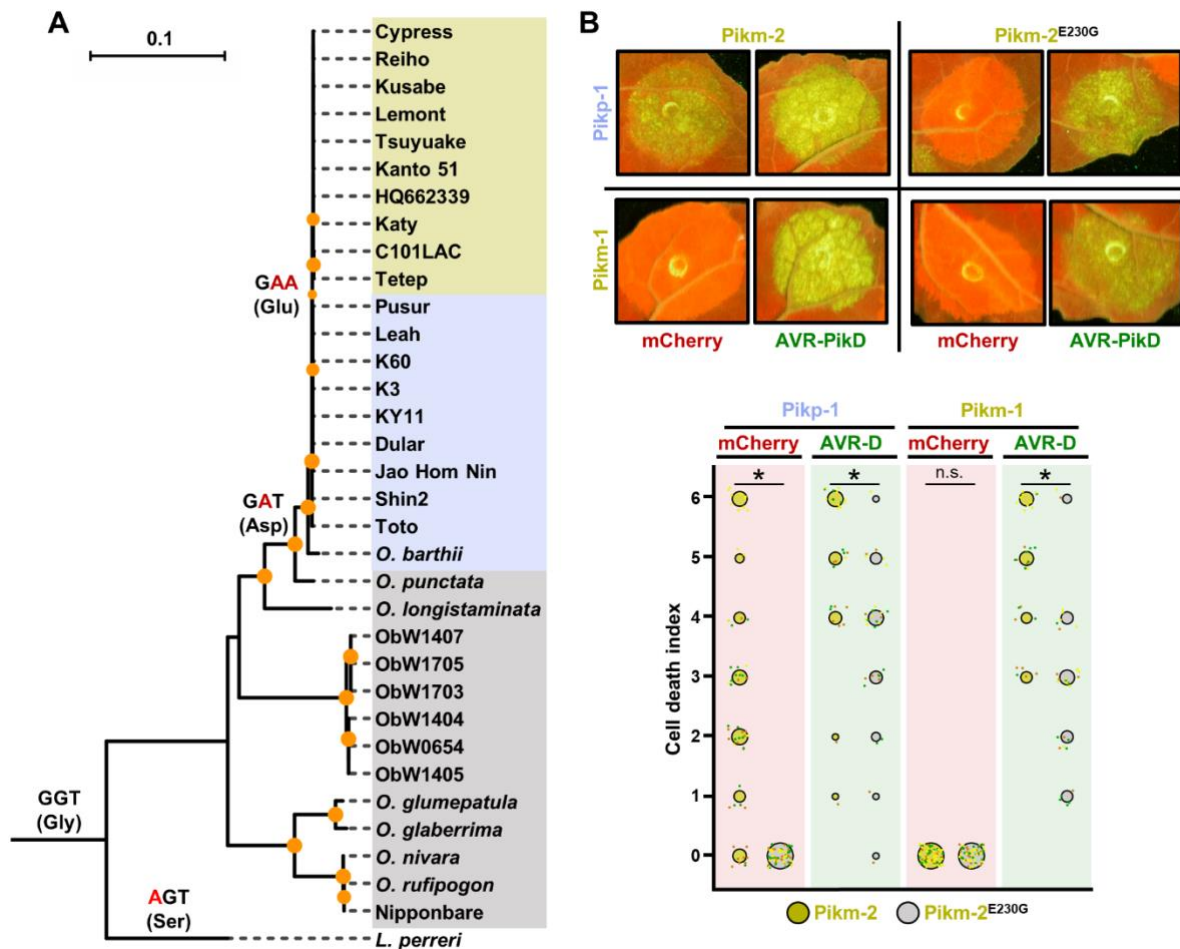 A
0.1
Cypress
Reiho
Kusabe
Lemont
Tsuyuake
Kanto 51
HQ662339
Katy
C101LAC
Tetep
Pusur
Leah
K60
K3
KY11
Dular
Jao Hom Nin
Shin2
Toto
O. barthii
O. punctata
O. longistaminata
ObW1407
ObW1705
ObW1703
ObW1404
ObW0654
ObW1405
O. glumepatula
O. glaberrima
O. nivara
O. rufipogon
Nipponbare
L. perreri
GAA
(Glu)
GAT
(Asp)
GGT
(Gly)
AGT
(Ser)
B
Pikm-2
Pikm-2E230G
Pikp-1
Pikm-1
mCherry
AVR-PikD
mCherry
AVR-PikD
Pikp-1
Pikm-1
mCherry
AVR-D
mCherry
AVR-D
*
*
n.s.
*
Cell death index
6
5
4
3
2
1
0
Pikm-2
Pikm-2E230G